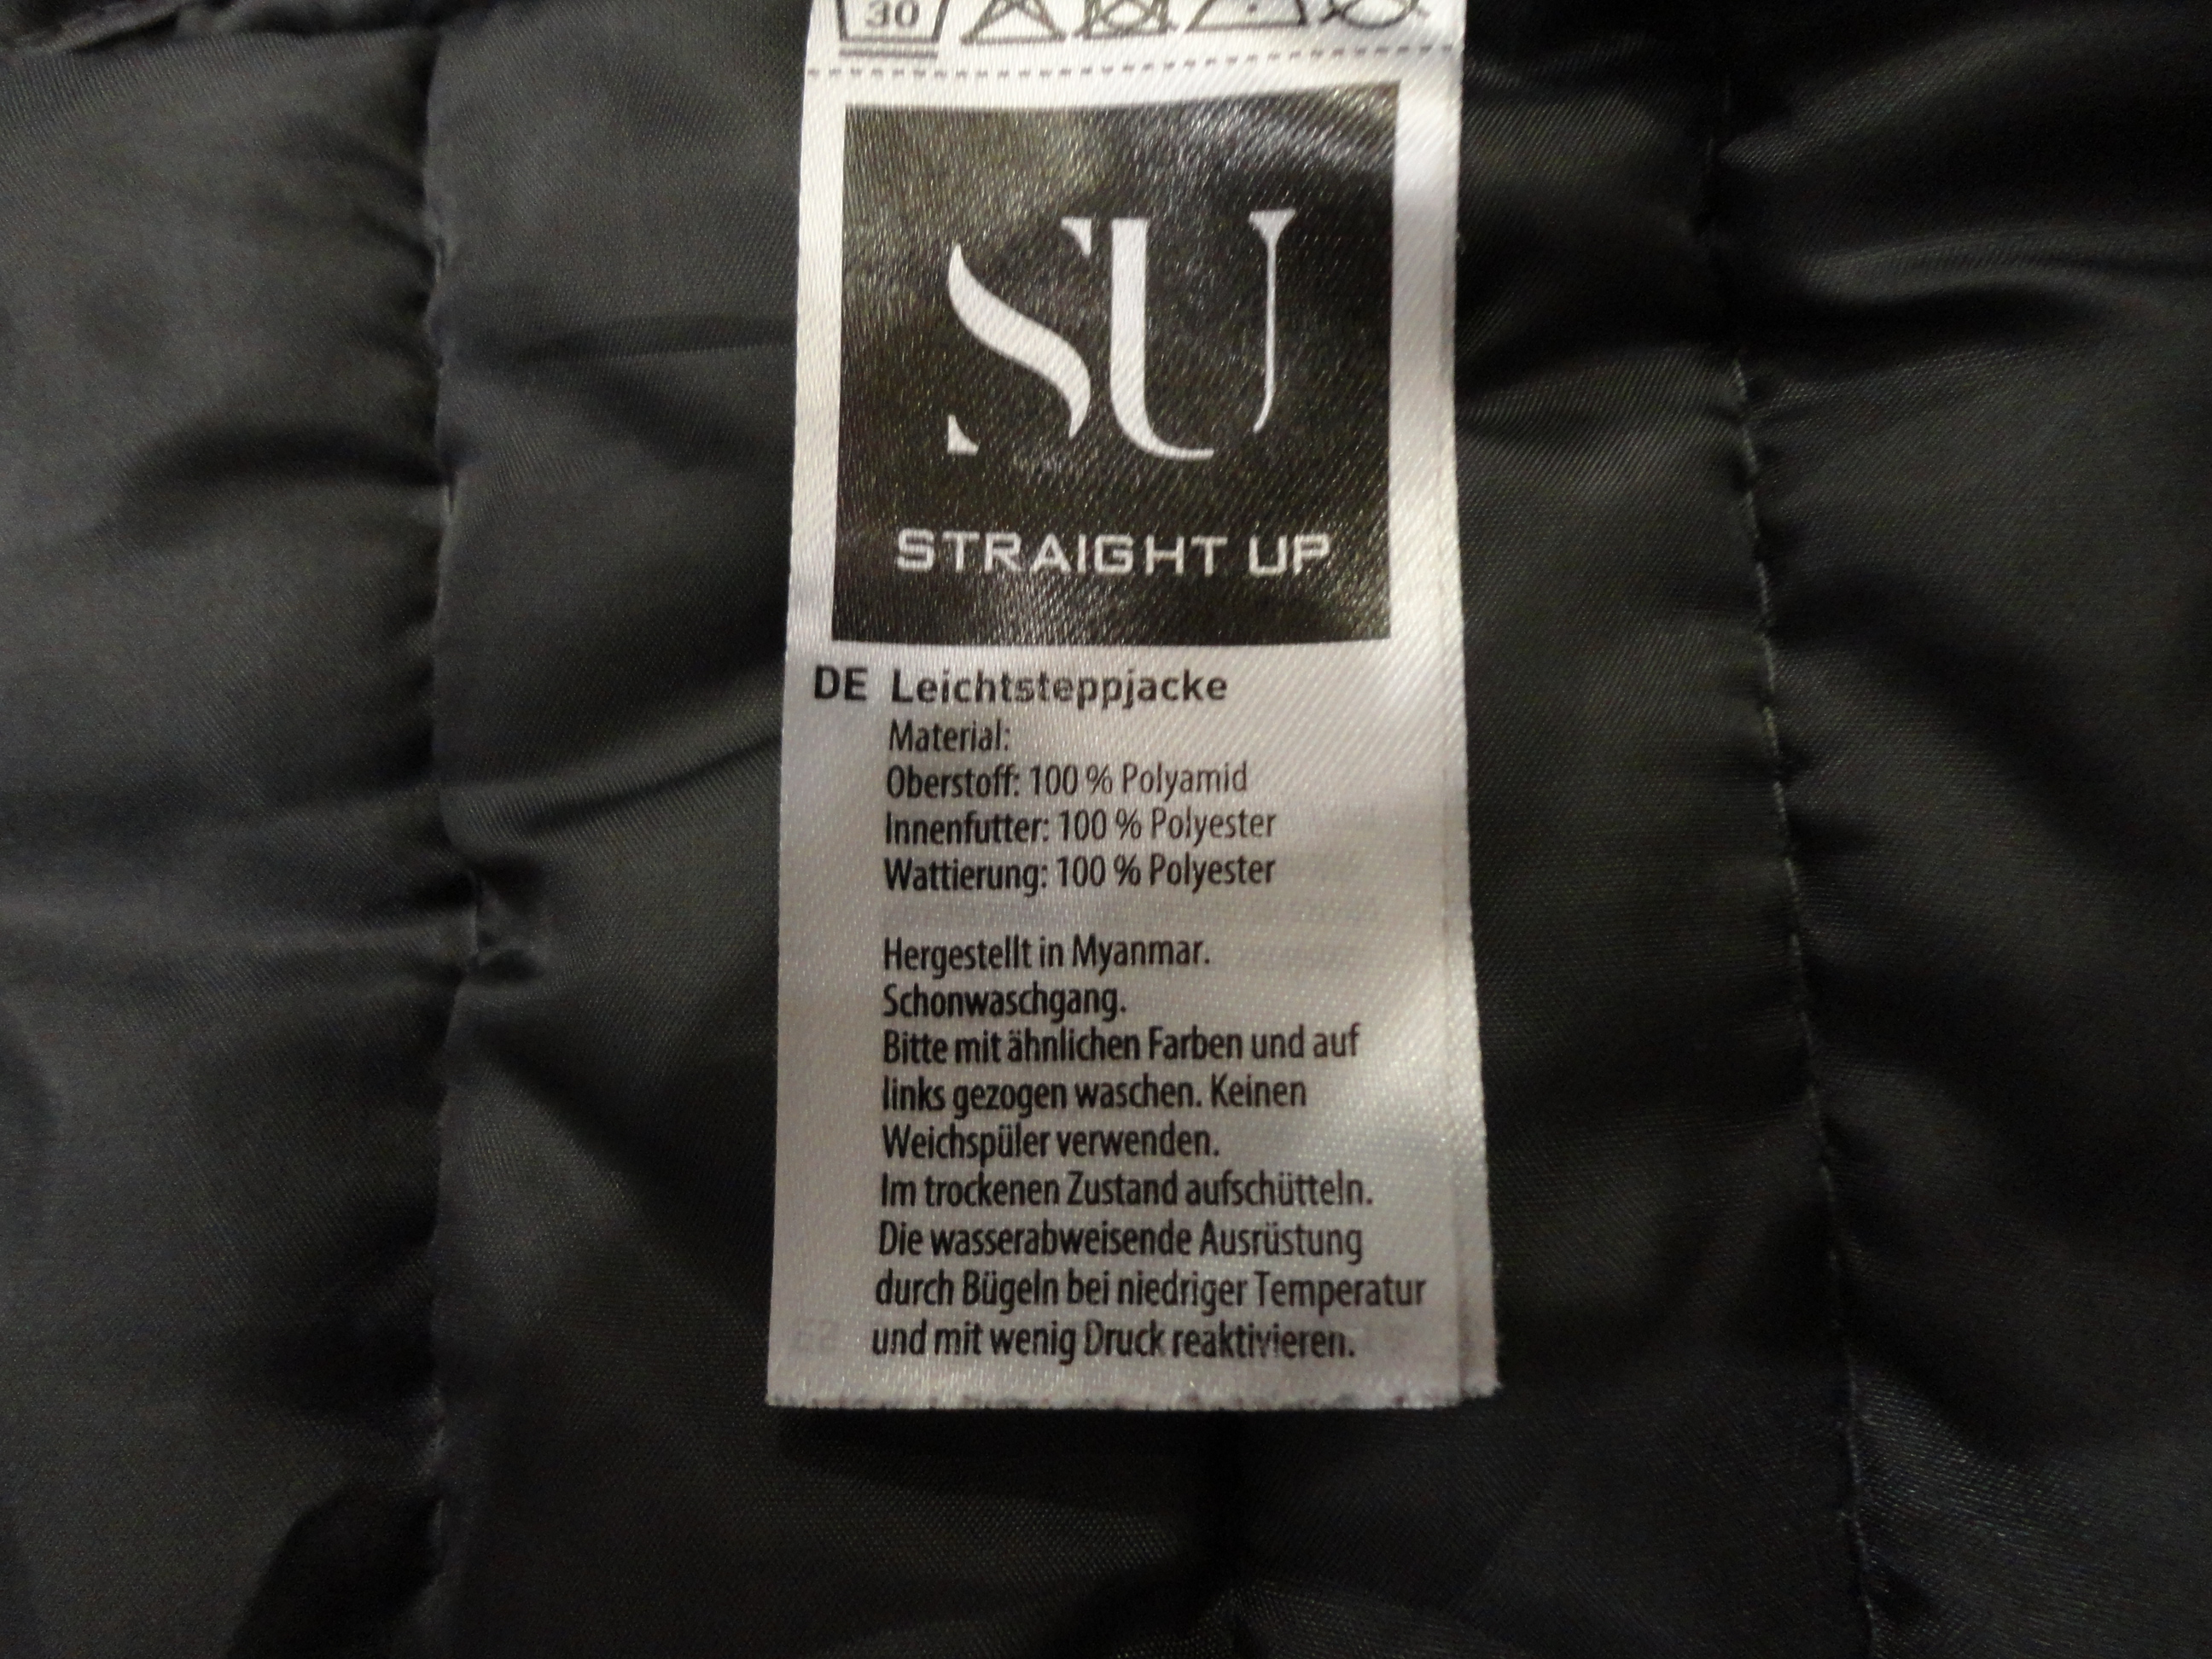 30
SU
STRAIGHT UP
DE Leichtsteppjacke
Material:
Oberstoff: 100 % Polyamid
Innenfutter: 100 % Polyester
Wattierung: 100 % Polyester
Hergestellt in Myanmar.
Schonwaschgang.
Bitte mit ähnlichen Farben und auf
links gezogen waschen. Keinen
Weichspüler verwenden.
Im trockenen Zustand aufschütteln.
Die wasserabweisende Ausrüstung
durch Bügeln bei niedriger Temperatur
und mit wenig Druck reaktivieren.